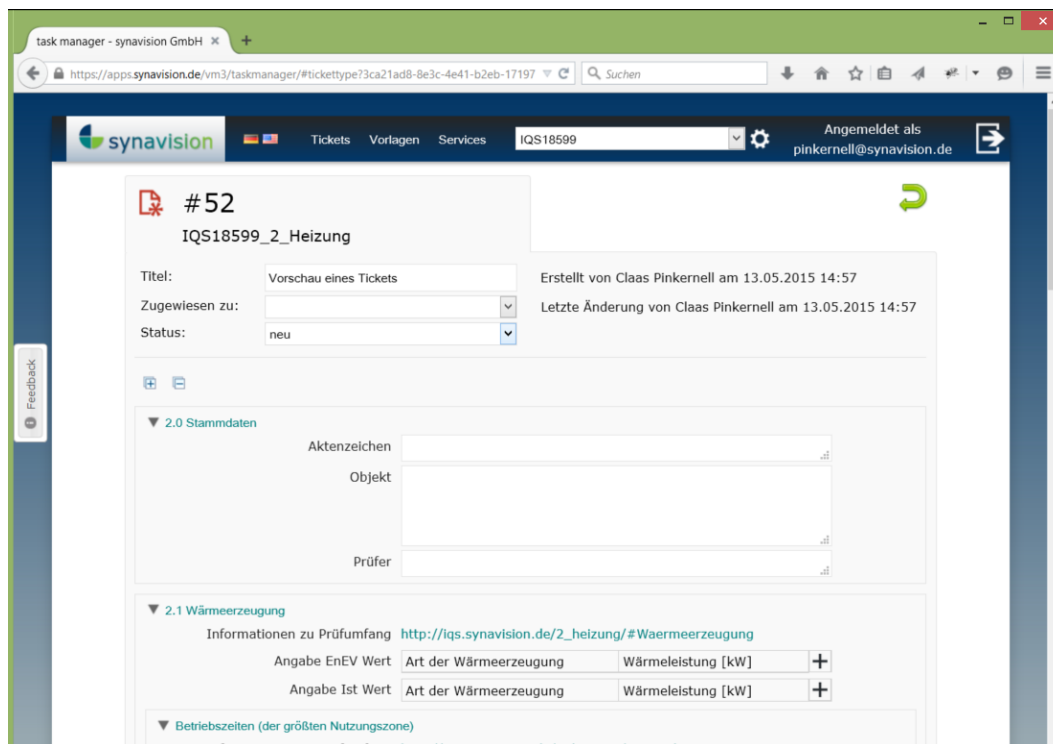 task manager - synavision GmbH
https://apps.synavision.de/vm3/taskmanager/#tickettype?3ca21ad8-8e3c-4e41-b2eb-17197
Suchen
synavision
Tickets Vorlagen Services
IQS18599
Angemeldet als
pinkernell@synavision.de
#52
IQS18599_2_Heizung
Titel: Vorschau eines Tickets
Erstellt von Claas Pinkernell am 13.05.2015 14:57
Zugewiesen zu:
Letzte Änderung von Claas Pinkernell am 13.05.2015 14:57
Status: neu
Feedback
2.0 Stammdaten
Aktenzeichen
Objekt
Prüfer
2.1 Wärmeerzeugung
Informationen zu Prüfumfang http://iqs.synavision.de/2_heizung/#Waermeerzeugung
Angabe EnEV Wert Art der Wärmeerzeugung Wärmeleistung [kW]
Angabe Ist Wert Art der Wärmeerzeugung Wärmeleistung [kW]
Betriebszeiten (der größten Nutzungszone)